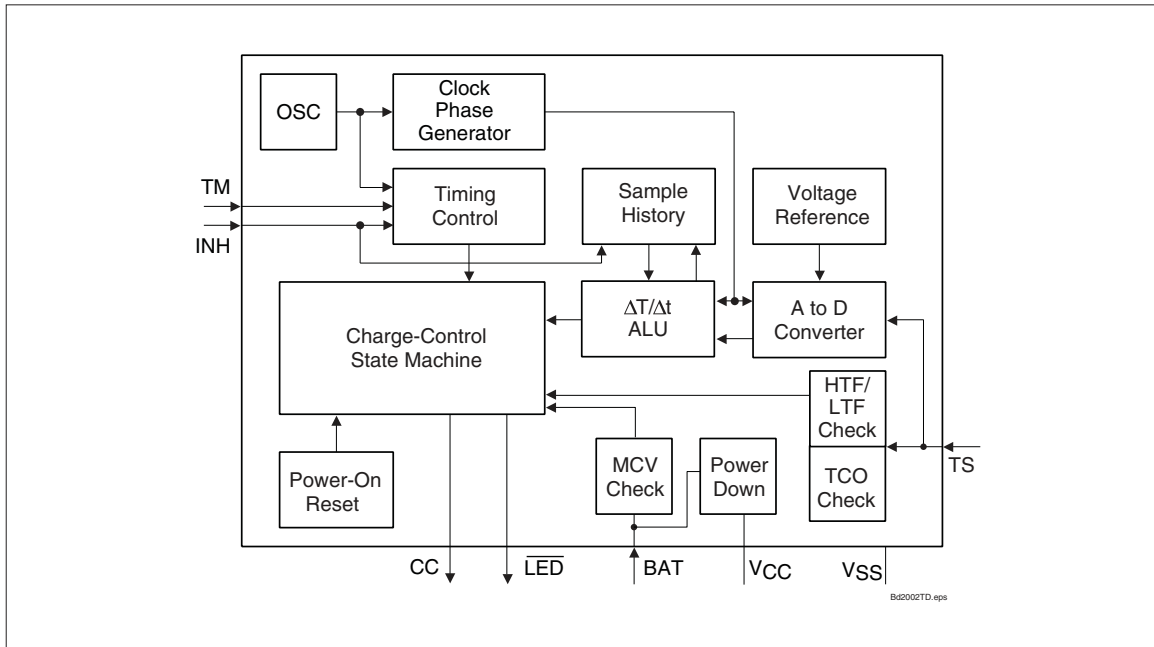 OSC
Clock
Phase
Generator
TM
INH
Timing
Control
Sample
History
Voltage
Reference
Charge-Control
State Machine
ΔT/Δt
ALU
A to D
Converter
HTF/
LTF
Check
TCO
Check
TS
Power-On
Reset
MCV
Check
Power
Down
CC
LED
BAT
VCC
VSS
Bd2002TD.eps